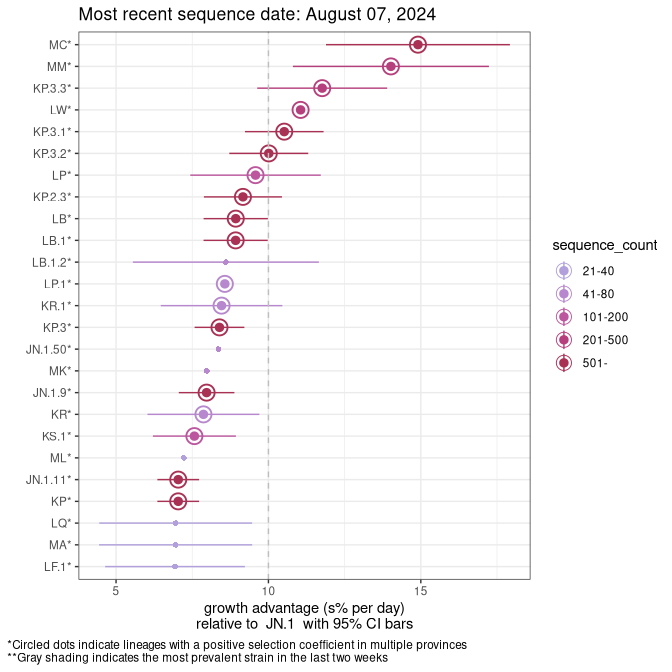 Most recent sequence date: August 07, 2024
MC*
MM*
KP.3.3*
LW*
KP.3.1*
KP.3.2*
LP*
KP.2.3*
LB*
LB.1*
LB.1.2*
LP.1*
KR.1*
KP.3*
JN.1.50*
MK*
JN.1.9*
KR*
KS.1*
ML*
JN.1.11*
KP*
LQ*
MA*
LF.1*
5 10 15
growth advantage (s% per day)
relative to JN.1 with 95% CI bars
sequence_count
21-40
41-80
101-200
201-500
501-
*Circled dots indicate lineages with a positive selection coefficient in multiple provinces
**Gray shading indicates the most prevalent strain in the last two weeks